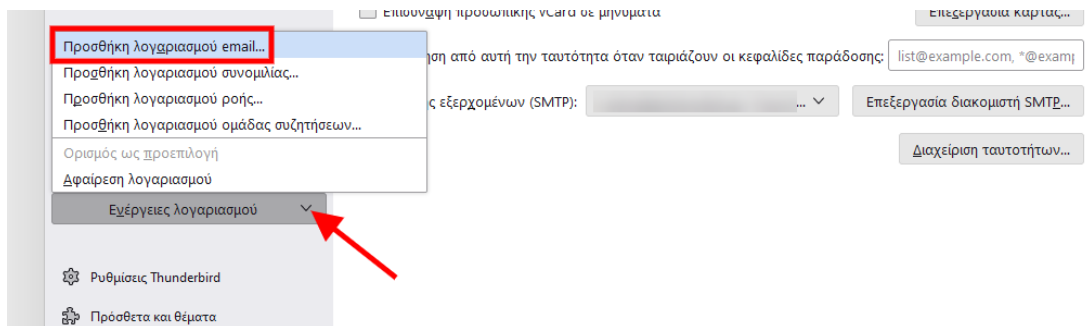 Επισύναψη προσωπικής vCard σε μηνύματα
Επεξεργασία κάρτας...
Προσθήκη λογαριασμού email...
Προσθήκη λογαριασμού συνομιλίας...
Προσθήκη λογαριασμού ροής...
Προσθήκη λογαριασμού ομάδας συζητήσεων...
Ορισμός ως προεπιλογή
Αφαίρεση λογαριασμού
Ενέργειες λογαριασμού
από αυτή την ταυτότητα όταν ταιριάζουν οι κεφαλίδες παράδοσης: list@example.com,
εξερχομένων (SMTP): ... Επεξεργασία διακομιστή SMTP...
Διαχείριση ταυτοτήτων...
Ρυθμίσεις Thunderbird
Πρόσθετα και θέματα